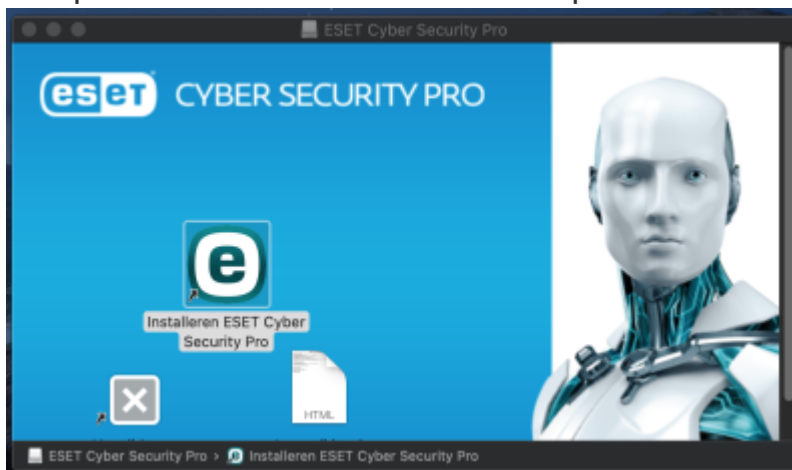 ESET Cyber Security Pro
eset CYBER SECURITY PRO
e
Installeren ESET Cyber
Security Pro
HTML
ESET Cyber Security Pro › Installeren ESET Cyber Security Pro